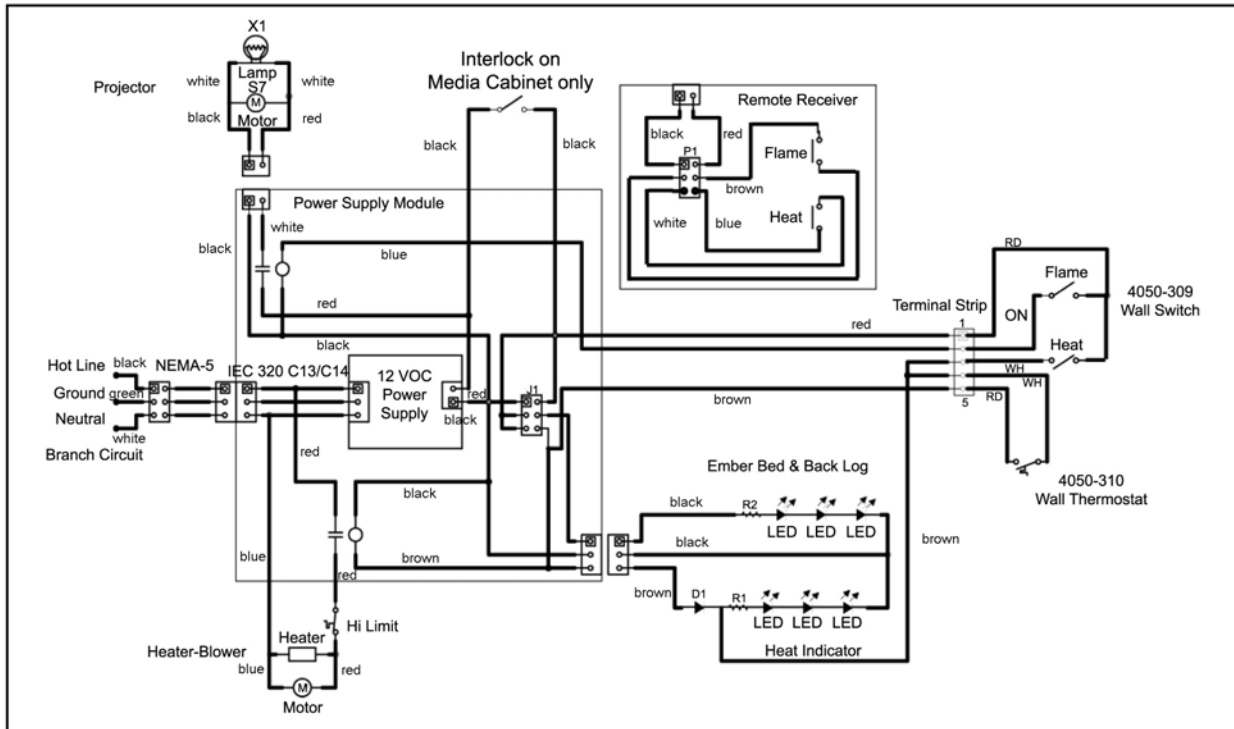 X1
Lamp
S7
white
white
Projector
M
Motor
black
red
Interlock on
Media Cabinet only
black
black
Remote Receiver
black
red
P1
Flame
brown
Heat
white
blue
Power Supply Module
black
white
blue
red
black
RD
Flame
Terminal Strip
1
ON
4050-309
Wall Switch
red
Heat
WH
WH
RD
5
brown
Hot Line
black
NEMA-5
IEC 320 C13/C14
Ground
green
Neutral
white
Branch Circuit
12 VOC
Power
Supply
red
black
J1
red
black
brown
blue
red
Hi Limit
Heater
Heater-Blower
blue
red
M
Motor
4050-310
Wall Thermostat
Ember Bed & Back Log
black
R2
LED
LED
LED
black
brown
brown
D1
R1
LED
LED
LED
Heat Indicator